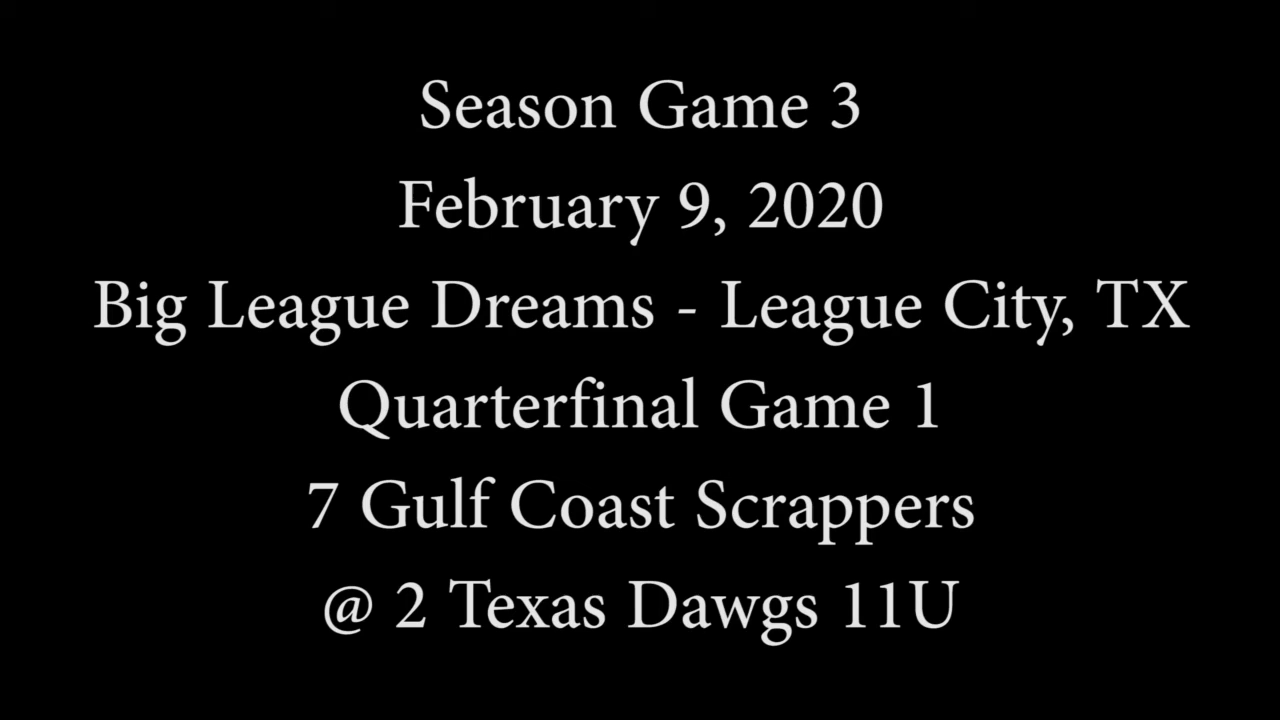 Season Game 3
February 9, 2020
Big League Dreams - League City, TX
Quarterfinal Game 1
7 Gulf Coast Scrappers
@ 2 Texas Dawgs 11U